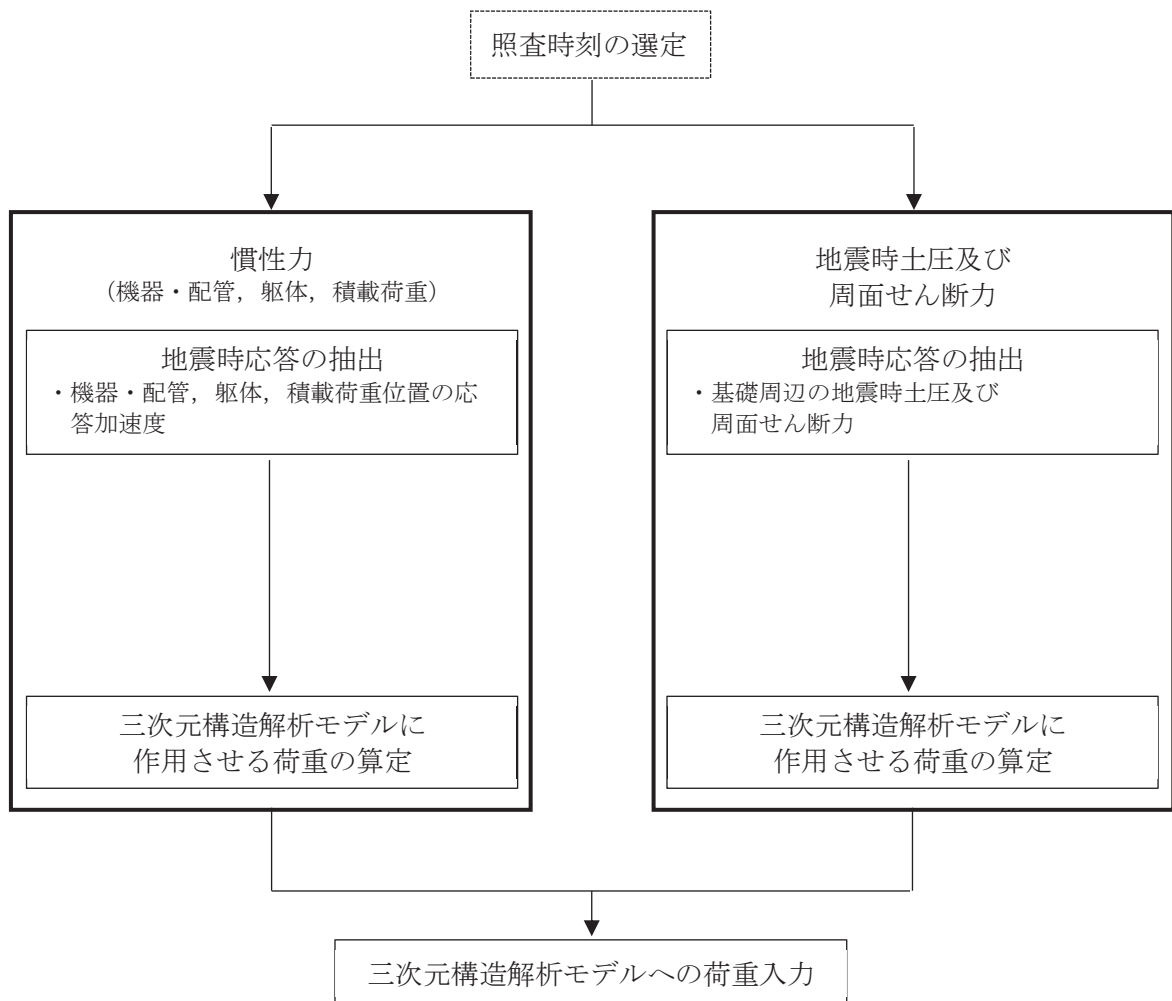 照査時刻の選定
慣性力
(機器・配管，躯体，積載荷重)
地震時応答の抽出
・機器・配管，躯体，積載荷重位置の応
答加速度
三次元構造解析モデルに
作用させる荷重の算定
地震時土圧及び
周面せん断力
地震時応答の抽出
・基礎周辺の地震時土圧及び
周面せん断力
三次元構造解析モデルに
作用させる荷重の算定
三次元構造解析モデルへの荷重入力